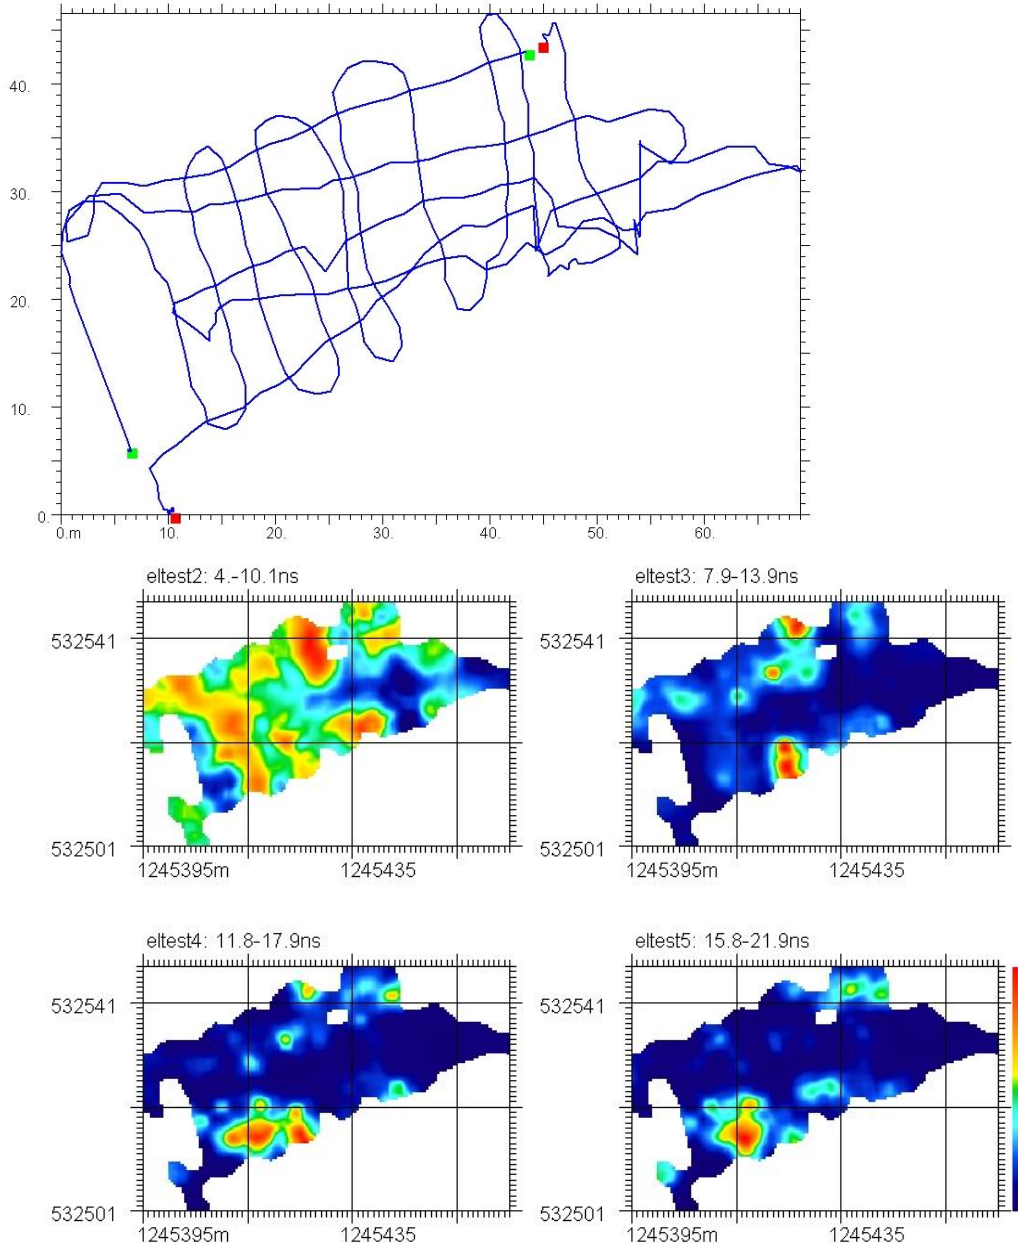 40.
30.
20.
10.
0.
0.m 10. 20. 30. 40. 50. 60.
eltest2: 4.-10.1ns
eltest3: 7.9-13.9ns
532541
532541
532501
532501
1245395m 1245435
1245395m 1245435
eltest4: 11.8-17.9ns
eltest5: 15.8-21.9ns
532541
532541
532501
532501
1245395m 1245435
1245395m 1245435